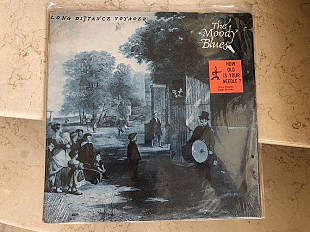 LONG DISTANCE VOYAGER
The
Moody
Blues
HOW
OLD
IS YOUR
NEEDLE?